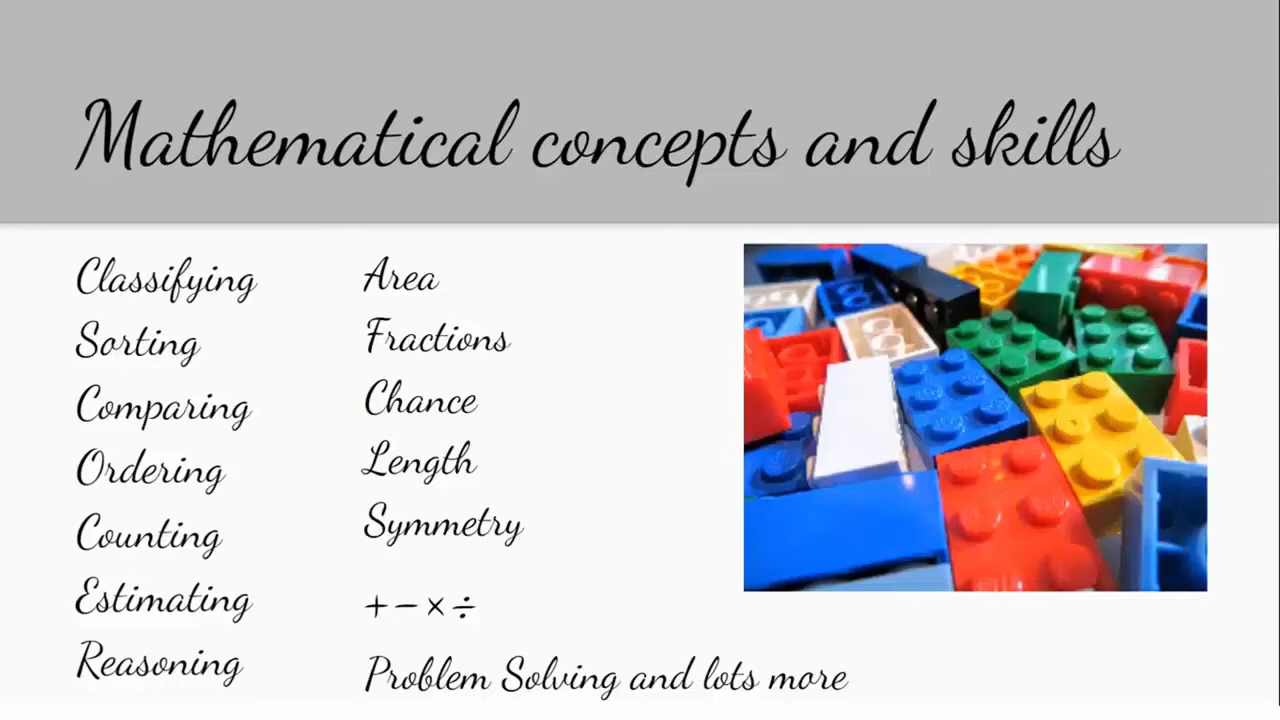 Mathematical concepts and skills
Classifying
Sorting
Comparing
Ordering
Counting
Estimating
Reasoning
Area
Fractions
Chance
Length
Symmetry
+ − × ÷
Problem Solving and lots more